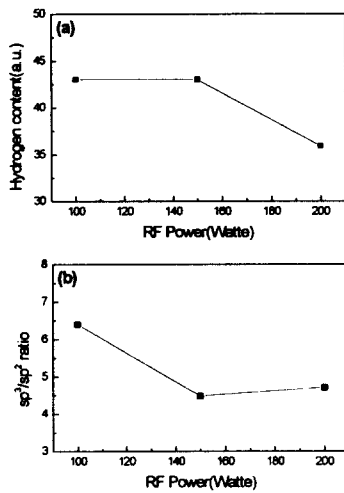 (a)
50
45
40
35
30
Hydrogen content(a.u.)
100 120 140 160 180 200
RF Power(Watte)
(b)
8
7
6
5
4
3
sp³/sp² ratio
100 120 140 160 180 200
RF Power(Watte)